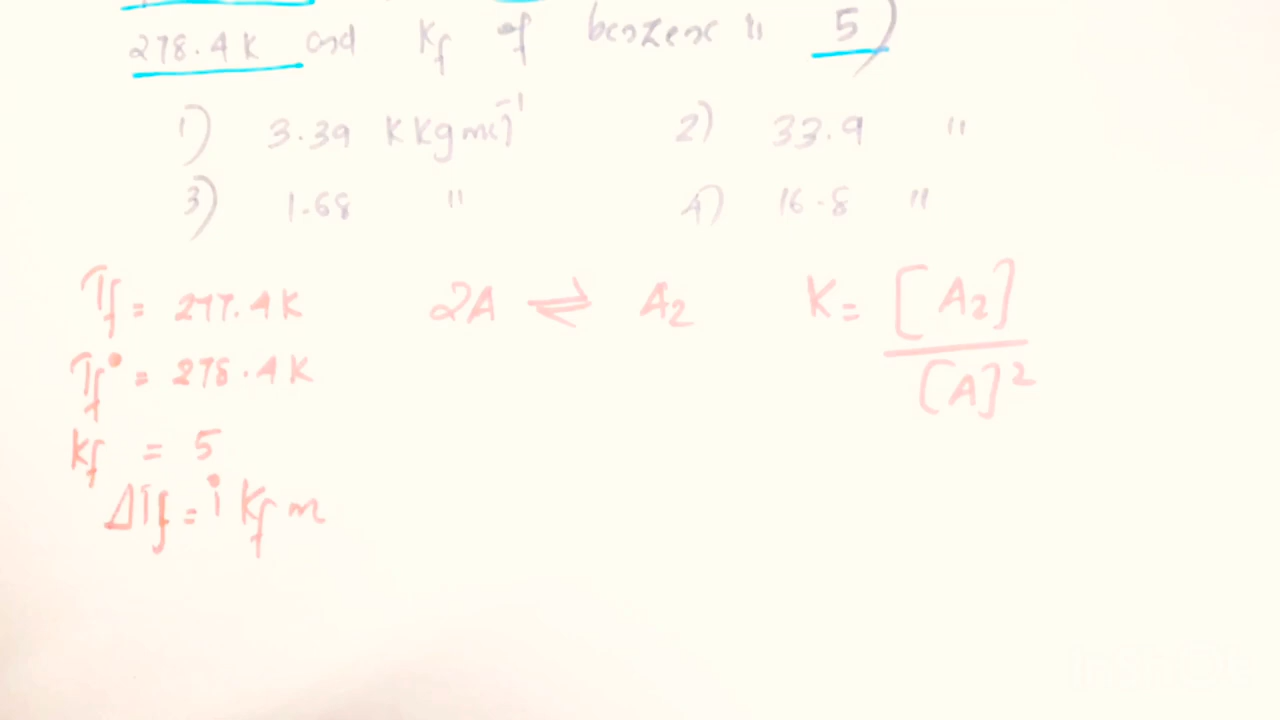 278.4 K and Kf of benzene is 5)
1) 3.39 K Kg mol⁻¹ 2) 33.9 "
3) 1.68 " 4) 16.8 "
Tf = 277.4 K 2A ⇌ A₂ K = [A₂] / [A]²
Tf° = 278.4 K
Kf = 5
ΔTf = i Kf m